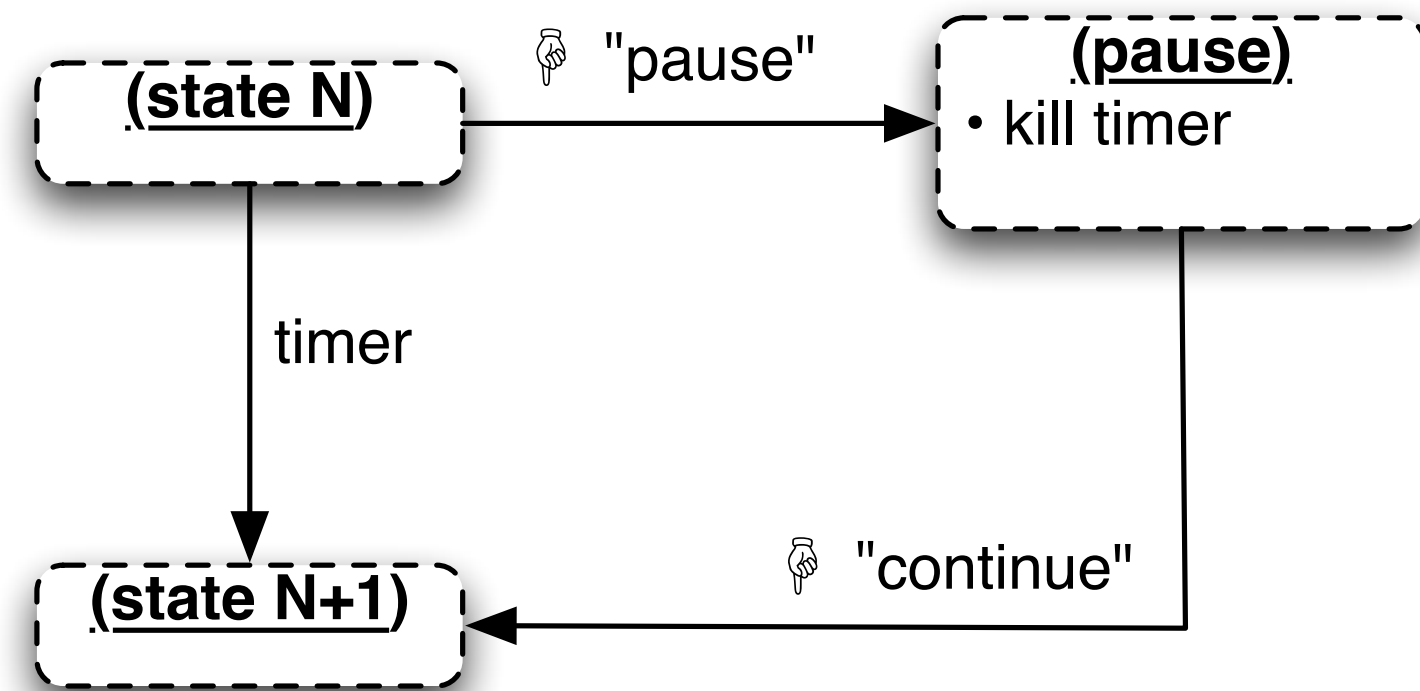 ☟ "pause"
(pause)
(state N)
• kill timer
timer
☟ "continue"
(state N+1)